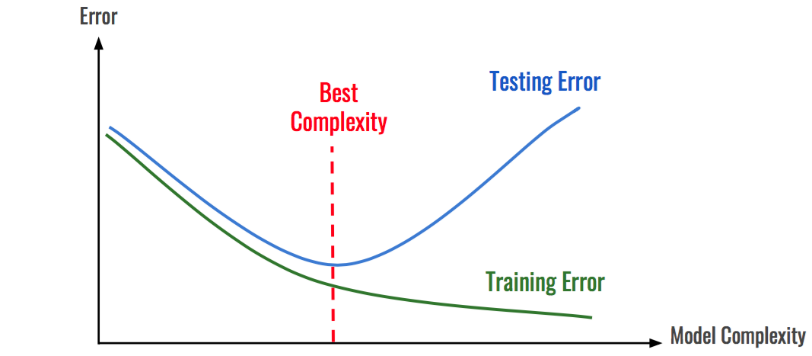 Error
Testing Error
Best
Complexity
Training Error
Model Complexity